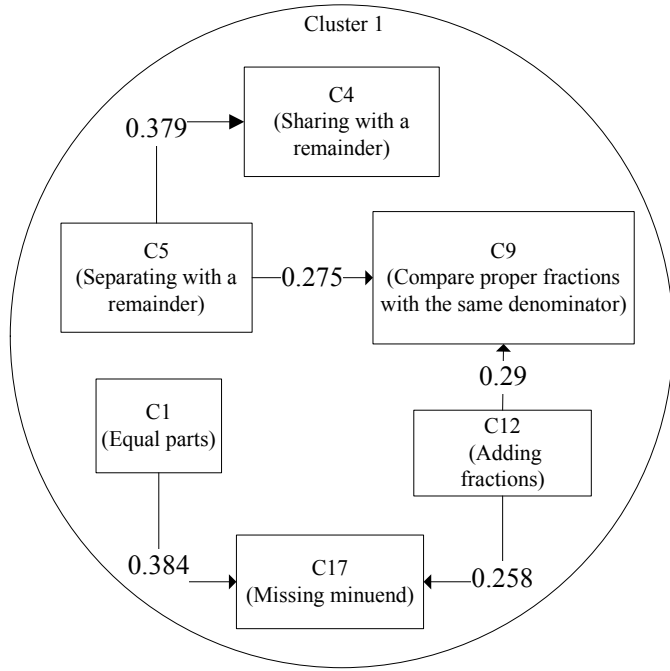 Cluster 1
C4
(Sharing with a
remainder)
0.379
C5
(Separating with a
remainder)
0.275
C9
(Compare proper fractions
with the same denominator)
0.29
C1
(Equal parts)
C12
(Adding
fractions)
0.384
C17
(Missing minuend)
0.258